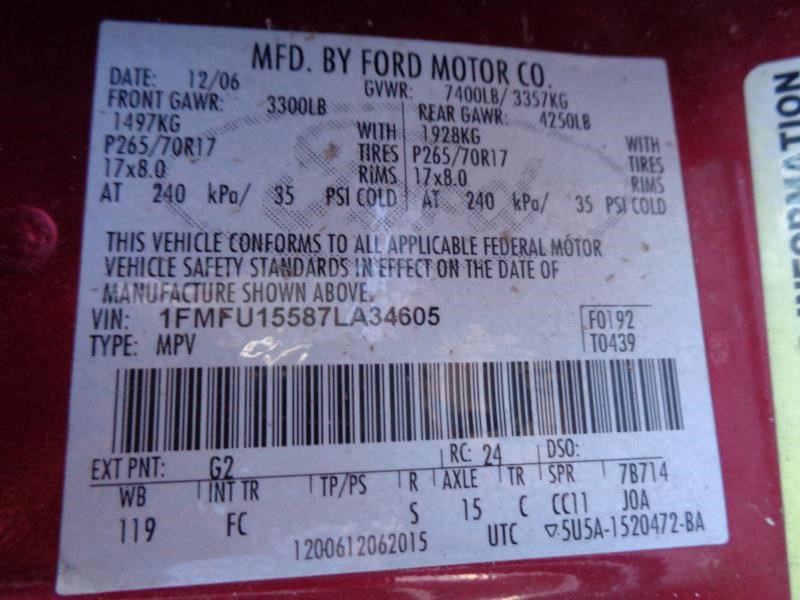 MFD. BY FORD MOTOR CO.
DATE: 12/06 GVWR: 7400LB/ 3357KG
FRONT GAWR: 3300LB REAR GAWR: 4250LB
1497KG WITH 1928KG WITH
P265/70R17 TIRES P265/70R17 TIRES
17x8.0 RIMS 17x8.0 RIMS
AT 240 kPa/ 35 PSI COLD AT 240 kPa/ 35 PSI COLD
Ford
THIS VEHICLE CONFORMS TO ALL APPLICABLE FEDERAL MOTOR
VEHICLE SAFETY STANDARDS IN EFFECT ON THE DATE OF
MANUFACTURE SHOWN ABOVE.
VIN: 1FMFU15587LA34605 F0192
TYPE: MPV T0439
EXT PNT: G2 RC: 24 DSO:
WB INT TR TP/PS R AXLE TR SPR 7B714
119 FC S 15 C CC11 J0A
1200612062015 UTC ▽5U5A-1520472-BA
INFORMATION